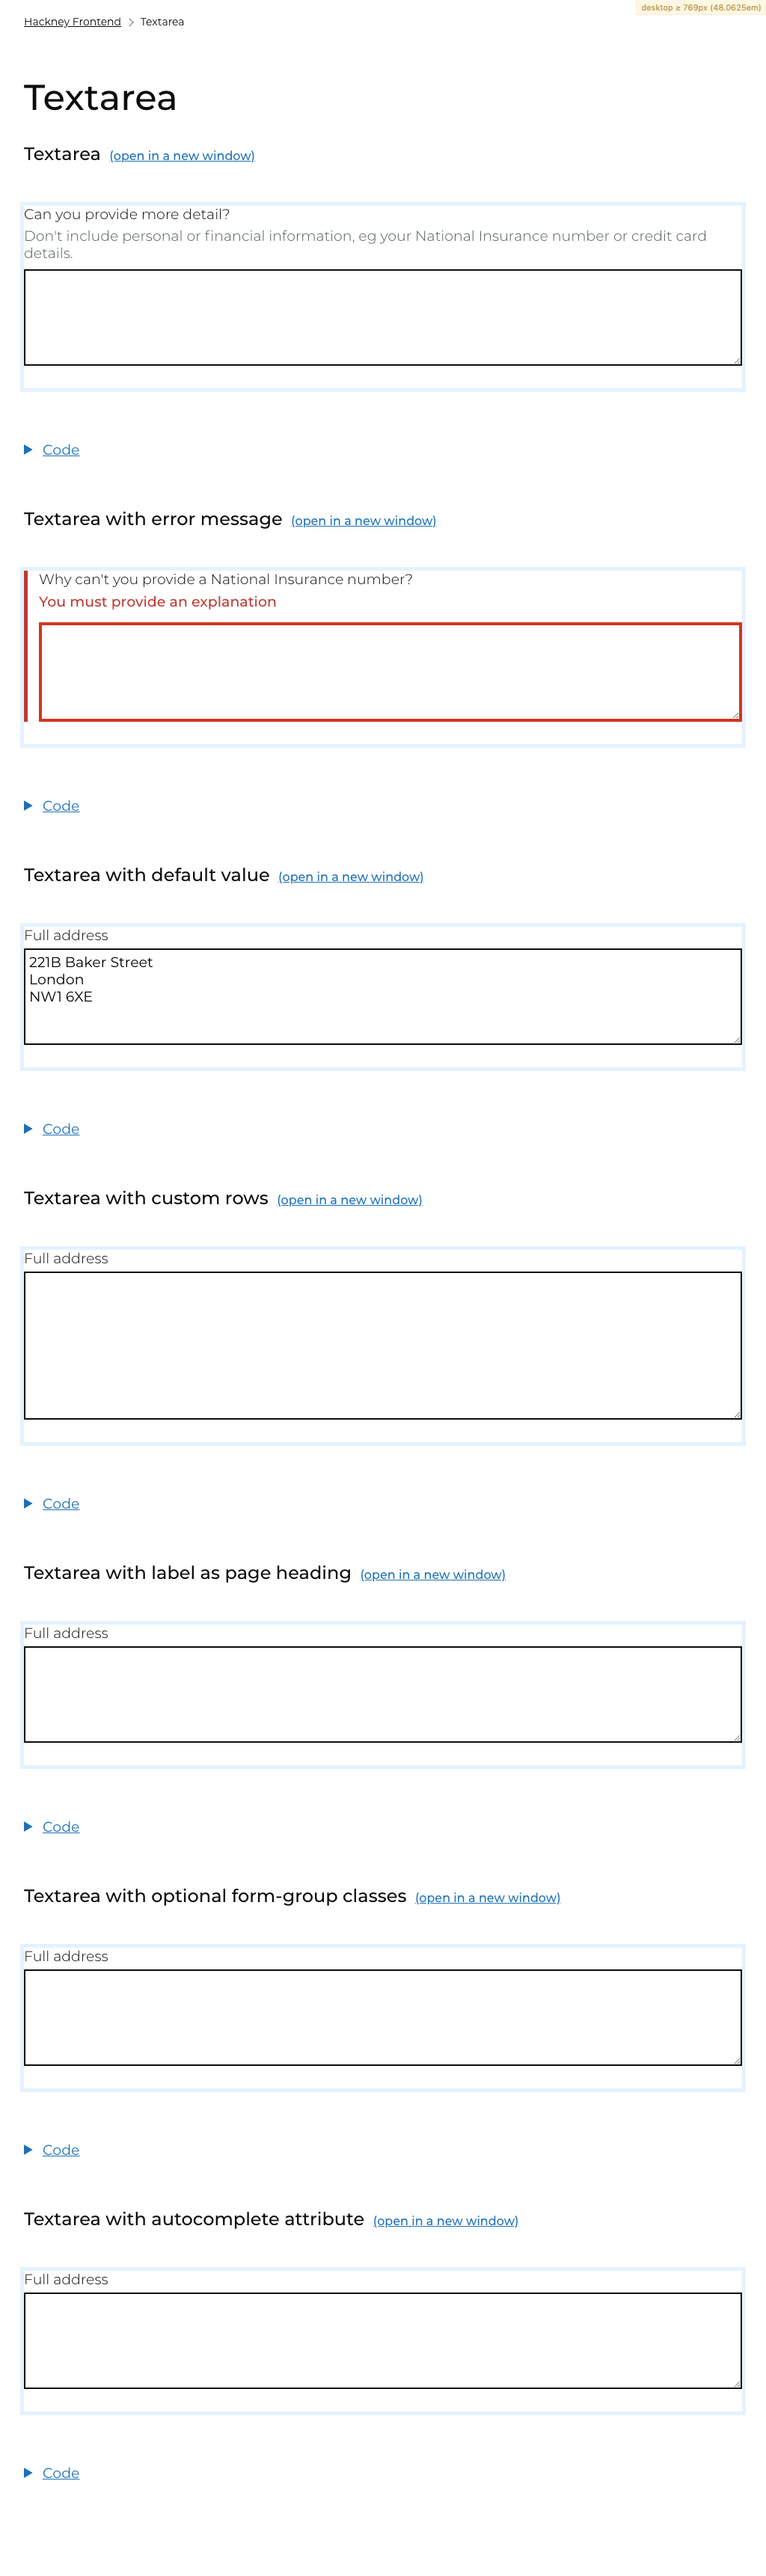 desktop ≥ 769px (48.0625em)
Hackney Frontend Textarea
Textarea
Textarea (open in a new window)
Can you provide more detail?
Don't include personal or financial information, eg your National Insurance number or credit card
details.
Code
Textarea with error message (open in a new window)
Why can't you provide a National Insurance number?
You must provide an explanation
Code
Textarea with default value (open in a new window)
Full address
221B Baker Street
London
NW1 6XE
Code
Textarea with custom rows (open in a new window)
Full address
Code
Textarea with label as page heading (open in a new window)
Full address
Code
Textarea with optional form-group classes (open in a new window)
Full address
Code
Textarea with autocomplete attribute (open in a new window)
Full address
Code